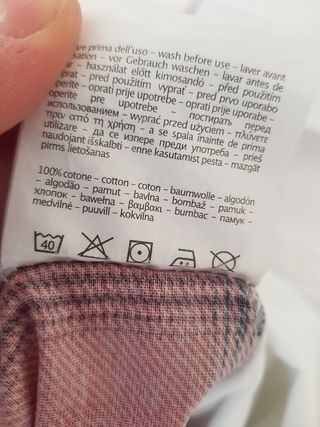 prima dell'uso – wash before use – laver avant
– vor Gebrauch waschen – lavar antes de
– használat előtt kimosandó – před použitím
prat – pred použitím vyprať – pred prvo uporabo
operite – pre upotrebe – oprati prije uporabe –
oprati pre upotrebe – постирать перед
использованием – wyprać przed użyciem – πλύνετε
πριν από τη χρήση – a se spala înainte de prima
utilizare – да се изпере преди употреба – prieš
naudojant išskalbti – enne kasutamist pesta – mazgāt
pirms lietošanas
100% cotone – cotton – coton – baumwolle – algodón
– algodão – pamut – bavlna – bombaž – pamuk –
хлопок – bawełna – βαμβακι – bumbac – памук –
medvilnė – puuvill – kokvilna
40